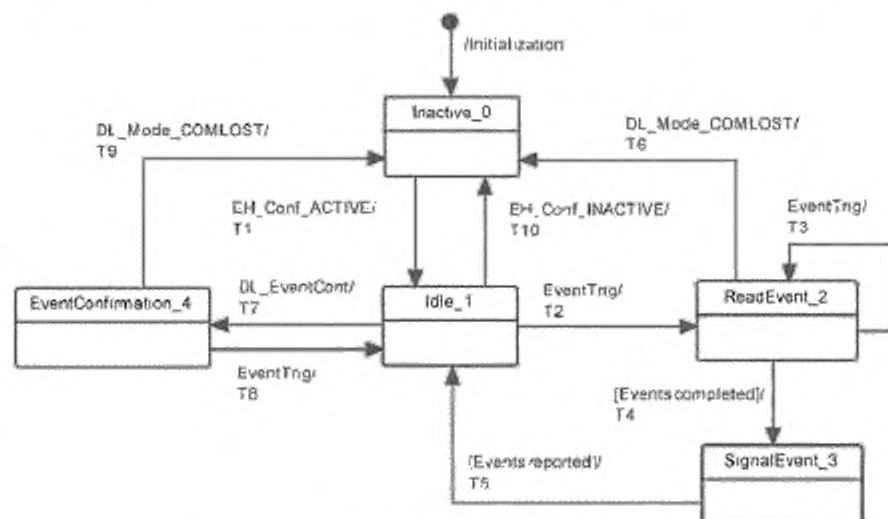 /Initialization
Inactive_0
DL_Mode_COMLOST/
T9
DL_Mode_COMLOST/
T6
EH_Conf_ACTIVE/
T1
EH_Conf_INACTIVE/
T10
EventTrig/
T3
EventConfirmation_4
DL_EventConf/
T7
Idle_1
EventTrig/
T2
ReadEvent_2
EventTrig/
T8
[Events completed]/
T4
[Events reported]/
T5
SignalEvent_3